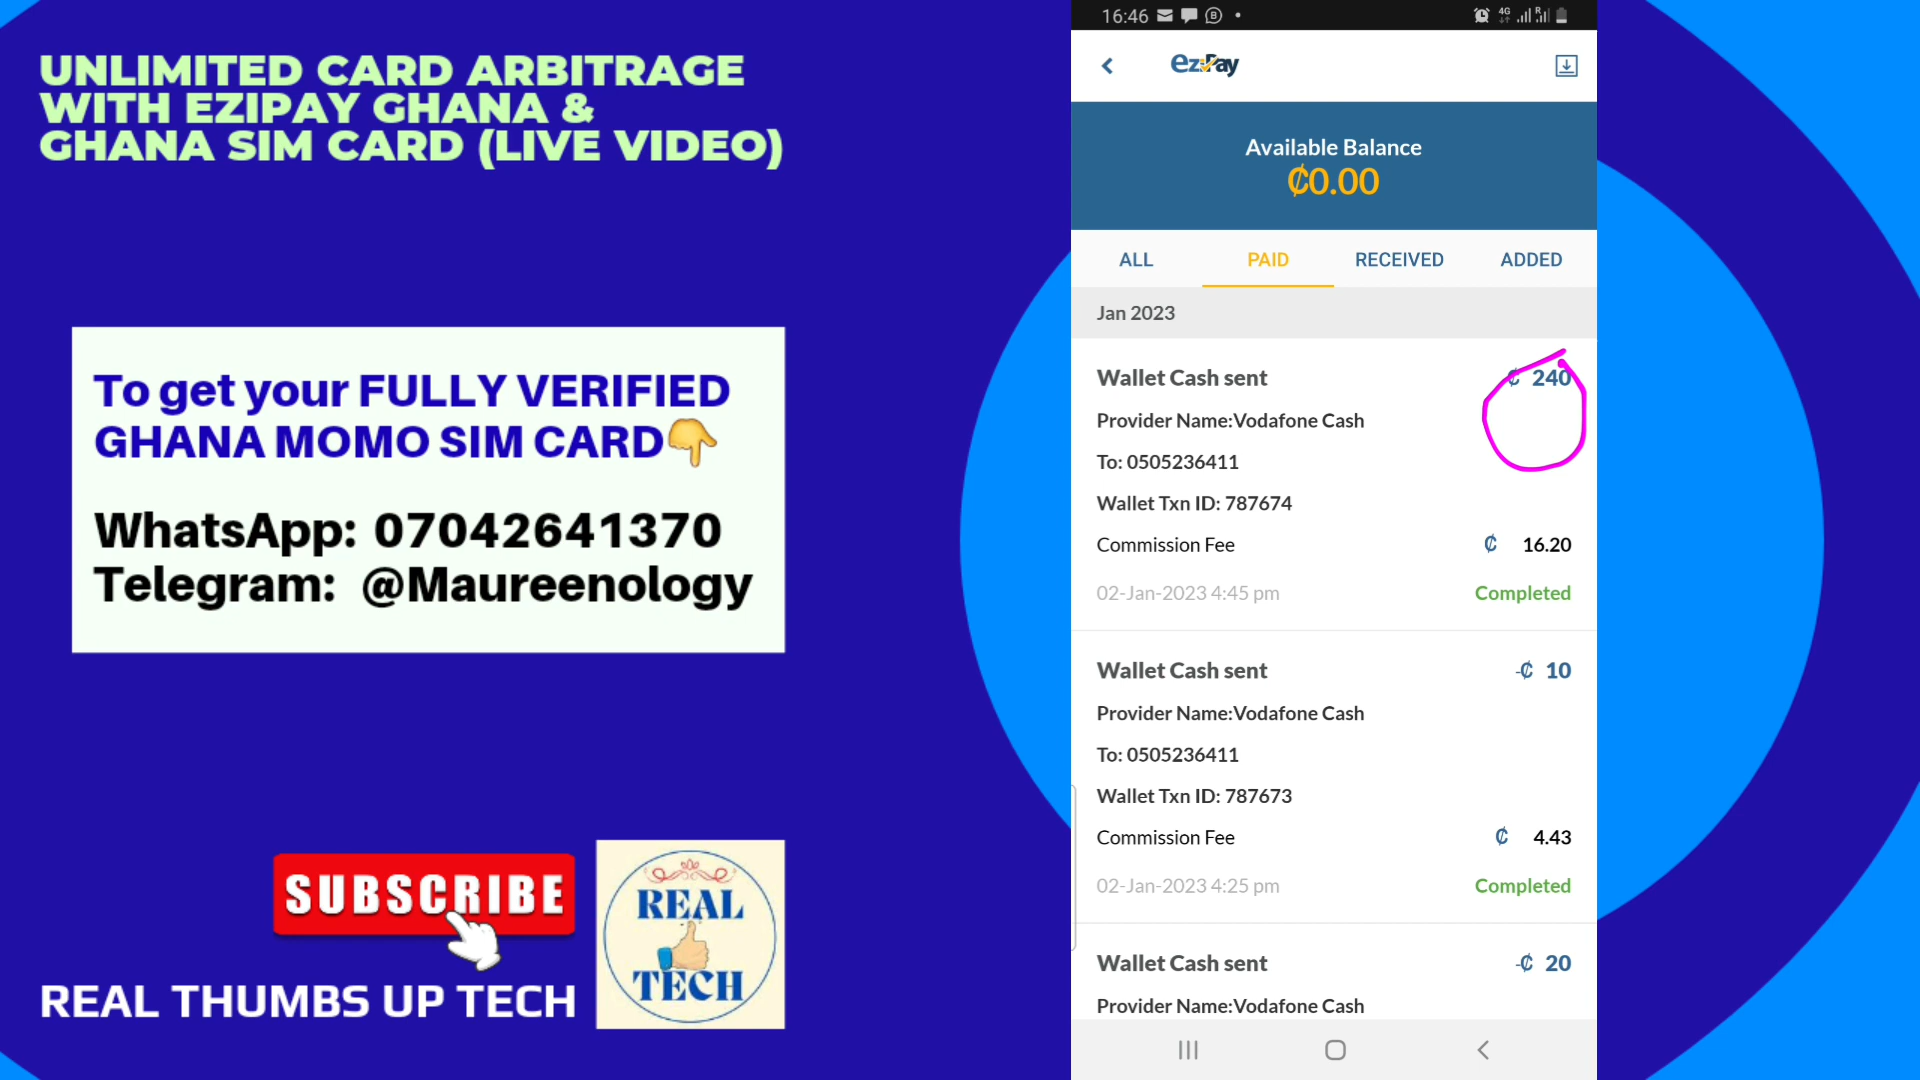 UNLIMITED CARD ARBITRAGE
WITH EZIPAY GHANA &
GHANA SIM CARD (LIVE VIDEO)
To get your FULLY VERIFIED
GHANA MOMO SIM CARD👇
WhatsApp: 07042641370
Telegram: @Maureenology
SUBSCRIBE
REAL THUMBS UP TECH
REAL
TECH
16:46
4G
eziPay
Available Balance
₵0.00
ALL PAID RECEIVED ADDED
Jan 2023
Wallet Cash sent ₵ 240
Provider Name:Vodafone Cash
To: 0505236411
Wallet Txn ID: 787674
Commission Fee ₵ 16.20
02-Jan-2023 4:45 pm Completed
Wallet Cash sent -₵ 10
Provider Name:Vodafone Cash
To: 0505236411
Wallet Txn ID: 787673
Commission Fee ₵ 4.43
02-Jan-2023 4:25 pm Completed
Wallet Cash sent -₵ 20
Provider Name:Vodafone Cash